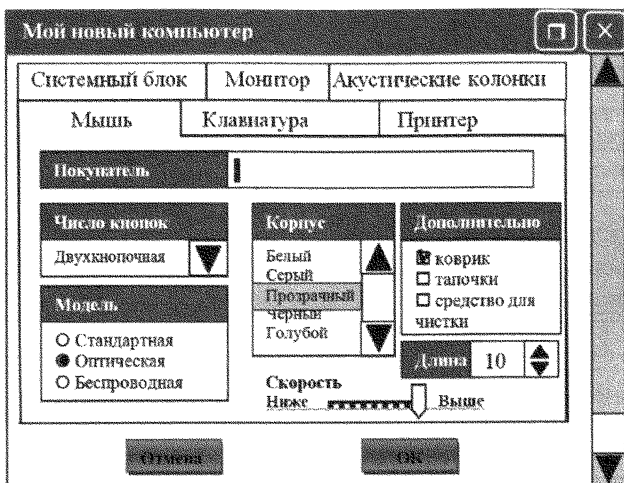 Мой новый компьютер
Системный блок Монитор Акустические колонки
Мышь Клавиатура Принтер
Покупатель
Число кнопок
Двухкнопочная
Модель
Стандартная
Оптическая
Беспроводная
Корпус
Белый
Серый
Прозрачный
Черный
Голубой
Дополнительно
коврик
тапочки
средство для
чистки
Длина 10
Скорость
Ниже Выше
Отмена ОК